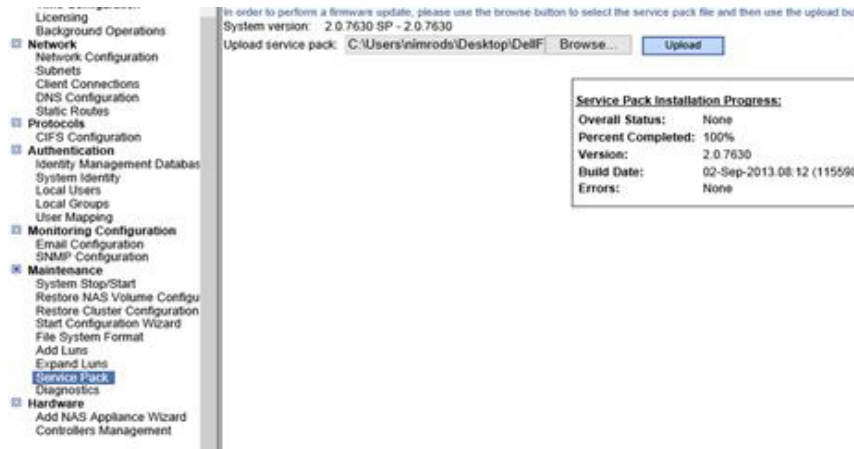 Licensing
Background Operations
Network
Network Configuration
Subnets
Client Connections
DNS Configuration
Static Routes
Protocols
CIFS Configuration
Authentication
Identity Management Databas
System Identity
Local Users
Local Groups
User Mapping
Monitoring Configuration
Email Configuration
SNMP Configuration
Maintenance
System Stop/Start
Restore NAS Volume Configu
Restore Cluster Configuration
Start Configuration Wizard
File System Format
Add Luns
Expand Luns
Service Pack
Diagnostics
Hardware
Add NAS Appliance Wizard
Controllers Management
In order to perform a firmware update, please use the browse button to select the service pack file and then use the upload bu
System version: 2.0.7630 SP - 2.0.7630
Upload service pack: C:\Users\nimrods\Desktop\DellF Browse... Upload
Service Pack Installation Progress:
Overall Status: None
Percent Completed: 100%
Version: 2.0.7630
Build Date: 02-Sep-2013.08:12 (115590
Errors: None